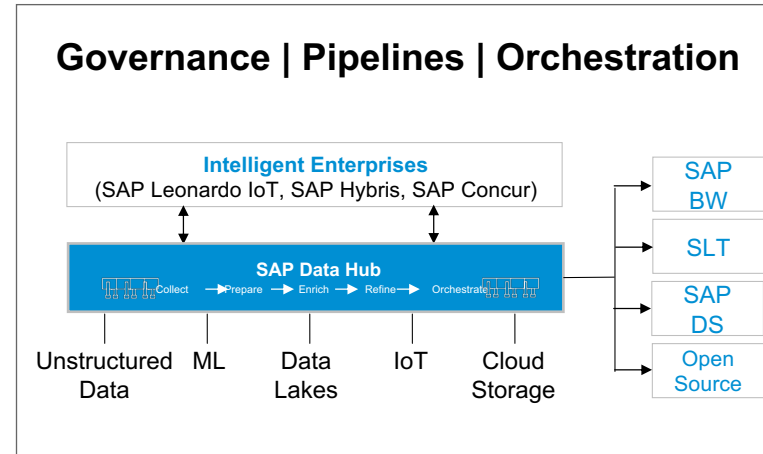 Governance | Pipelines | Orchestration
Intelligent Enterprises
(SAP Leonardo IoT, SAP Hybris, SAP Concur)
SAP Data Hub
Collect Prepare Enrich Refine Orchestrate
Unstructured
Data
ML
Data
Lakes
IoT
Cloud
Storage
SAP
BW
SLT
SAP
DS
Open
Source